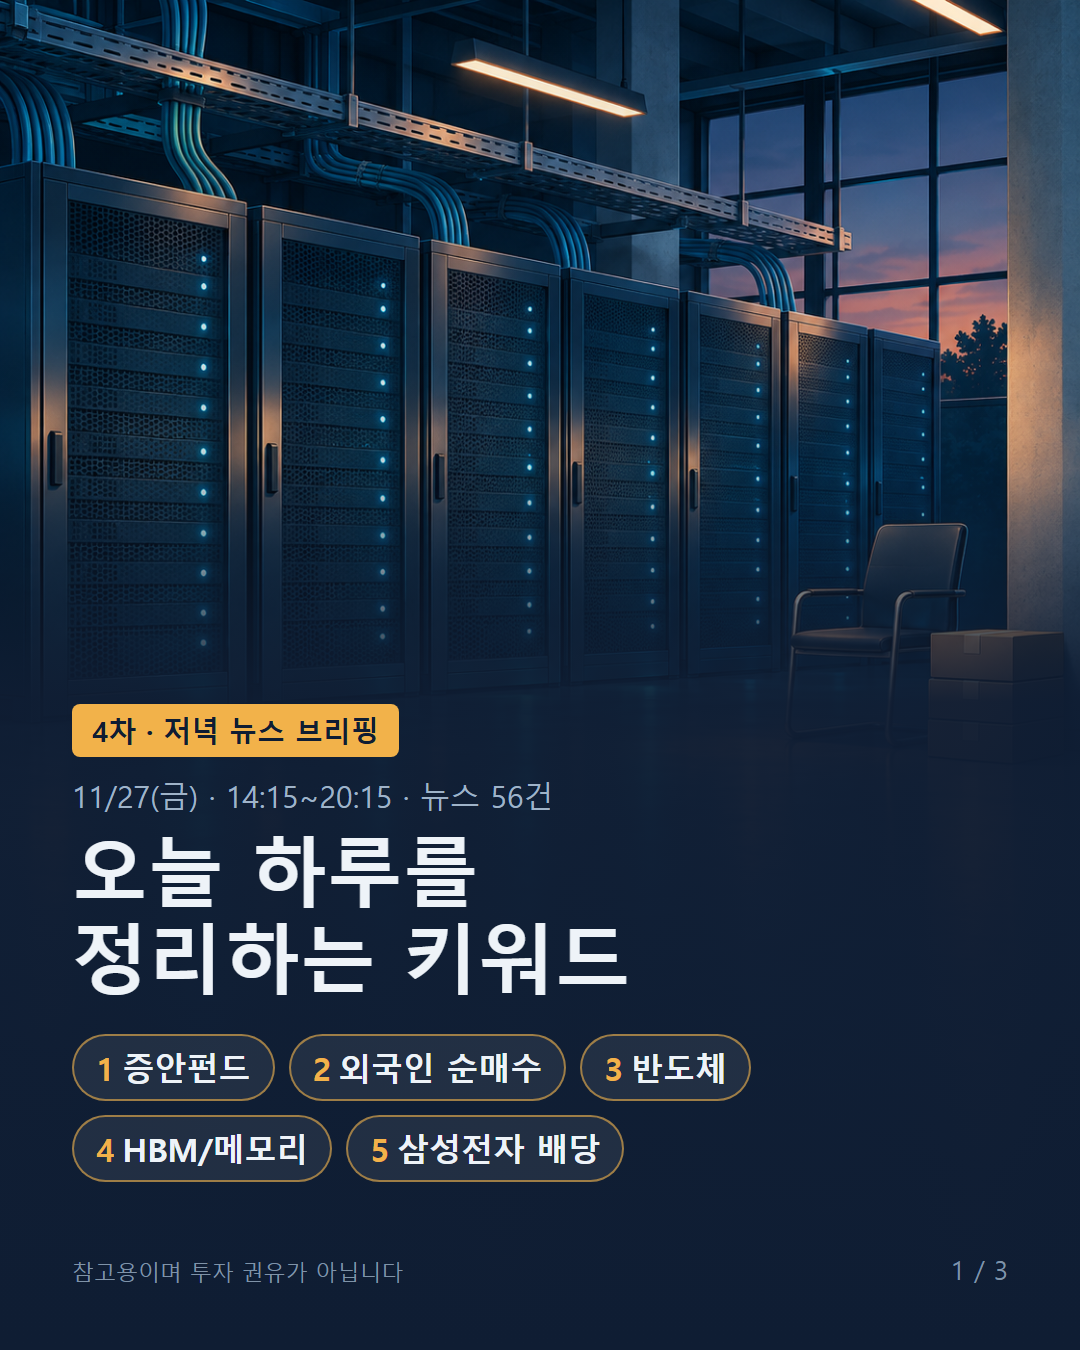 4차 · 저녁 뉴스 브리핑
11/27(금) · 14:15~20:15 · 뉴스 56건
오늘 하루를
정리하는 키워드
1 증안펀드 2 외국인 순매수 3 반도체
4 HBM/메모리 5 삼성전자 배당
참고용이며 투자 권유가 아닙니다 1 / 3